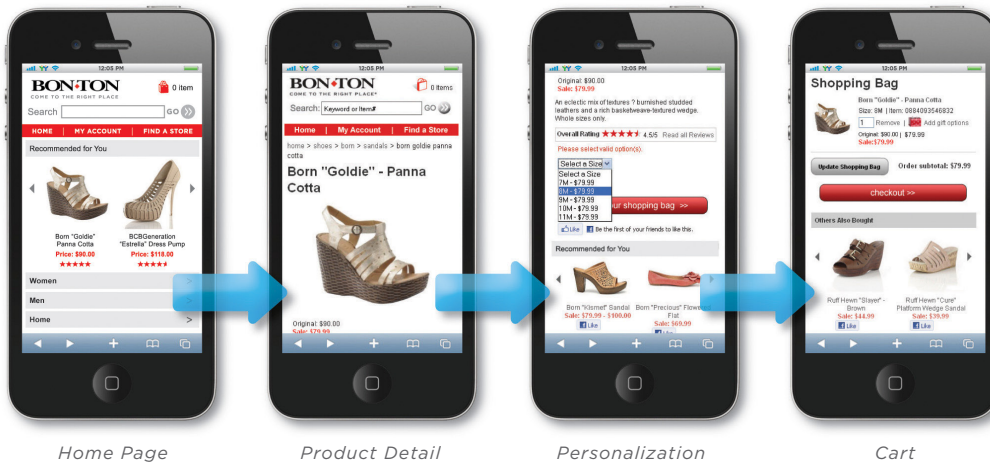 12:05 PM
BON•TON
COME TO THE RIGHT PLACE
0 item
Search GO
HOME | MY ACCOUNT | FIND A STORE
Recommended for You
Born "Goldie"
Panna Cotta
Price: $90.00
BCBGeneration
"Estrella" Dress Pump
Price: $118.00
Women >
Men >
Home >
Home Page
12:05 PM
BON•TON
COME TO THE RIGHT PLACE*
0 Items
Search: Keyword or Item# GO
Home | My Account | Find a Store
home > shoes > born > sandals > born goldie panna
cotta
Born "Goldie" - Panna
Cotta
Original: $90.00
Sale: $79.99
Product Detail
12:05 PM
Original: $90.00
Sale: $79.99
An eclectic mix of textures ? burnished studded
leathers and a rich basketweave-textured wedge.
Whole sizes only.
Overall Rating 4.5/5 Read all Reviews
Please select valid option(s).
Select a Size
Select a Size
7M - $79.99
8M - $79.99
9M - $79.99
10M - $79.99
11M - $79.99
our shopping bag >>
Like Be the first of your friends to like this.
Recommended for You
Born "Kismet" Sandal
Sale: $79.99 - $100.00
Like
Born "Precious" Flowered
Flat
Sale: $69.99
Like
Personalization
12:05 PM
Shopping Bag
Born "Goldie" - Panna Cotta
Size: 8M | Item: 0884093546832
1 Remove | Add gift options
Original: $90.00 | $79.99
Sale:$79.99
Update Shopping Bag Order subtotal: $79.99
checkout >>
Others Also Bought
Ruff Hewn "Slayer" -
Brown
Sale: $44.99
Like
Ruff Hewn "Cure"
Platform Wedge Sandal
Sale: $39.99
Like
Cart